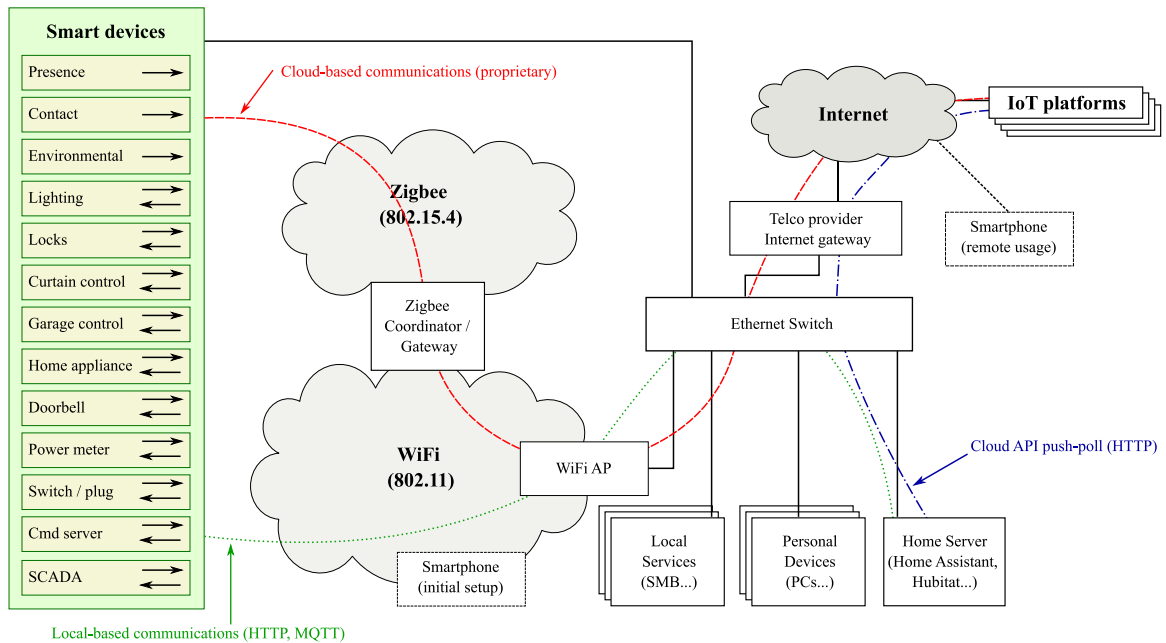 Smart devices
Presence
Contact
Environmental
Lighting
Locks
Curtain control
Garage control
Home appliance
Doorbell
Power meter
Switch / plug
Cmd server
SCADA
Cloud-based communications (proprietary)
Zigbee
(802.15.4)
Zigbee
Coordinator /
Gateway
WiFi
(802.11)
WiFi AP
Smartphone
(initial setup)
Local-based communications (HTTP, MQTT)
Internet
IoT platforms
Telco provider
Internet gateway
Smartphone
(remote usage)
Ethernet Switch
Cloud API push-poll (HTTP)
Local
Services
(SMB...)
Personal
Devices
(PCs...)
Home Server
(Home Assistant,
Hubitat...)